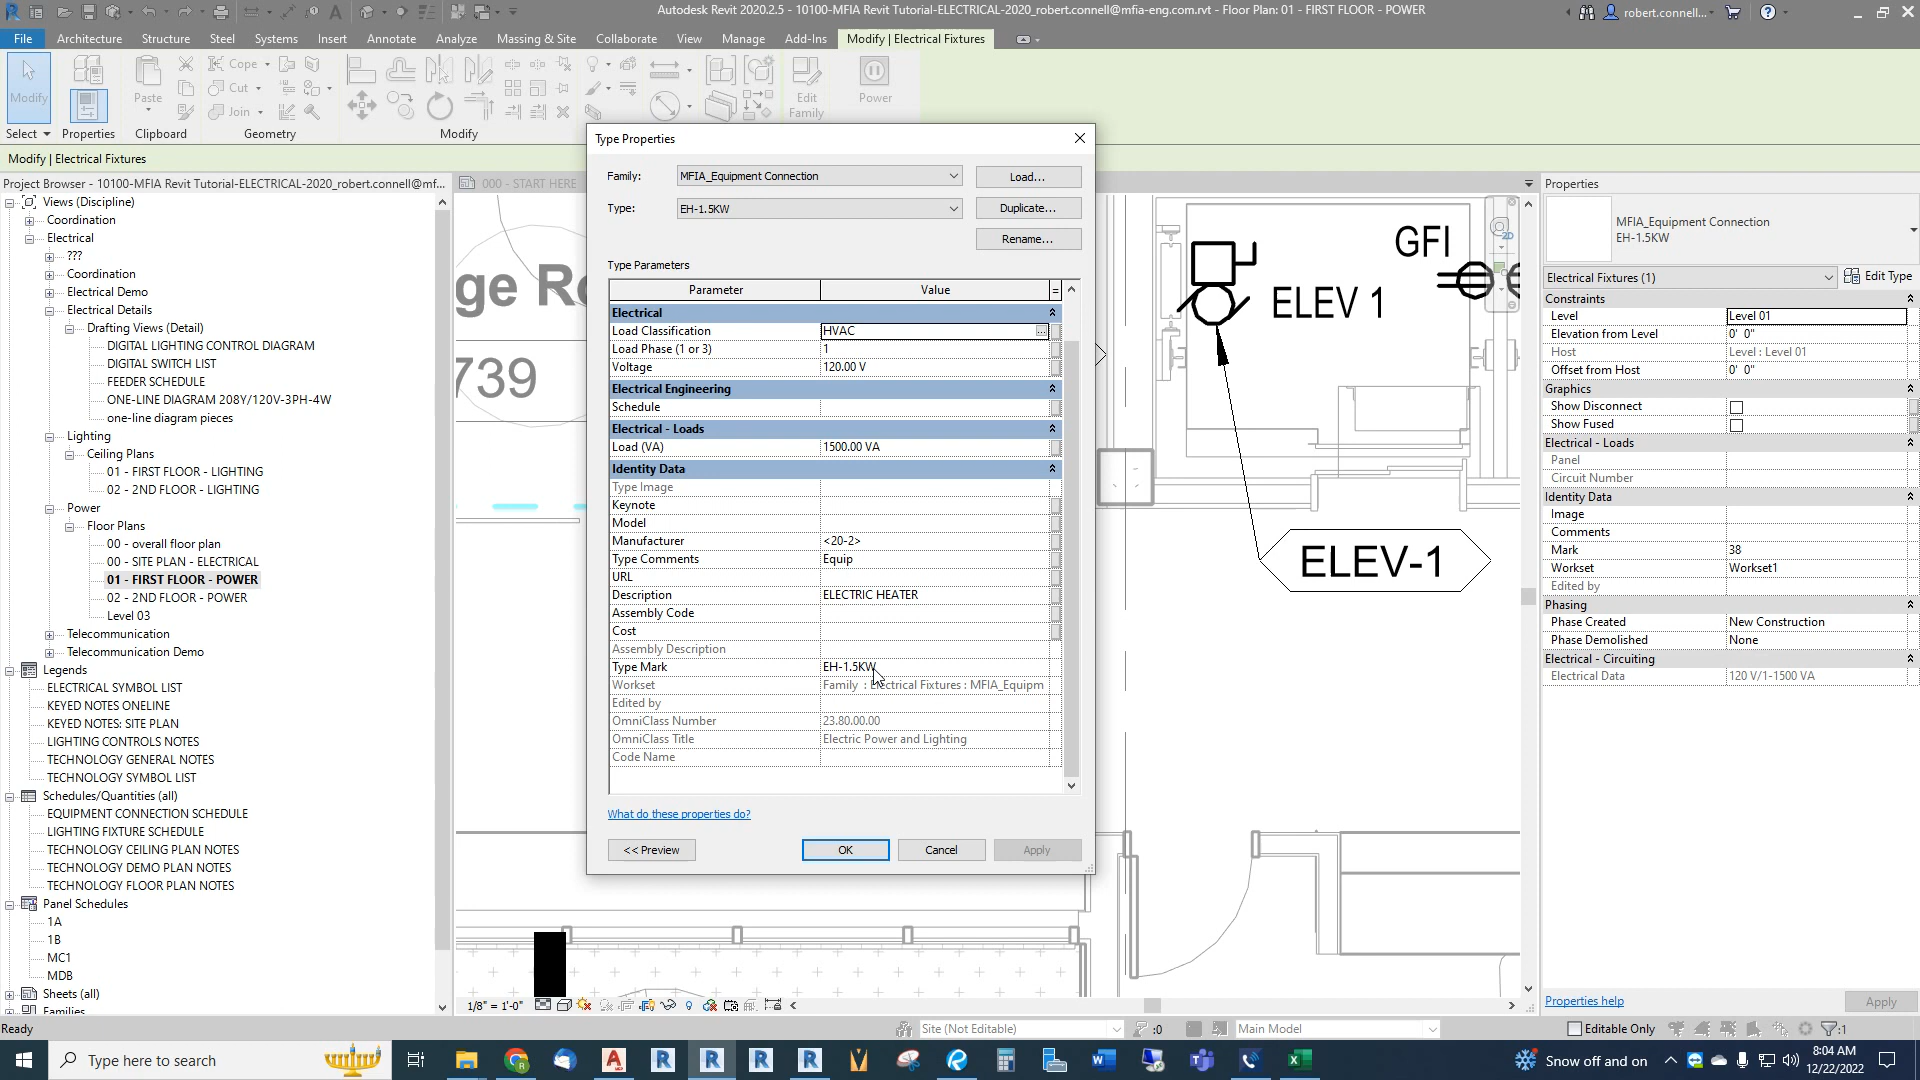 Autodesk Revit 2020.2.5 - 10100-MFIA Revit Tutorial-ELECTRICAL-2020_robert.connell@mfia-eng.com.rvt - Floor Plan: 01 - FIRST FLOOR - POWER
robert.connell...
File Architecture Structure Steel Systems Insert Annotate Analyze Massing & Site Collaborate View Manage Add-Ins Modify | Electrical Fixtures
Modify
Paste
Cope
Cut
Join
Edit Family
Power
Select Properties Clipboard Geometry Modify
Modify | Electrical Fixtures
Project Browser - 10100-MFIA Revit Tutorial-ELECTRICAL-2020_robert.connell@mf...
Views (Discipline)
Coordination
Electrical
???
Coordination
Electrical Demo
Electrical Details
Drafting Views (Detail)
DIGITAL LIGHTING CONTROL DIAGRAM
DIGITAL SWITCH LIST
FEEDER SCHEDULE
ONE-LINE DIAGRAM 208Y/120V-3PH-4W
one-line diagram pieces
Lighting
Ceiling Plans
01 - FIRST FLOOR - LIGHTING
02 - 2ND FLOOR - LIGHTING
Power
Floor Plans
00 - overall floor plan
00 - SITE PLAN - ELECTRICAL
01 - FIRST FLOOR - POWER
02 - 2ND FLOOR - POWER
Level 03
Telecommunication
Telecommunication Demo
Legends
ELECTRICAL SYMBOL LIST
KEYED NOTES ONELINE
KEYED NOTES: SITE PLAN
LIGHTING CONTROLS NOTES
TECHNOLOGY GENERAL NOTES
TECHNOLOGY SYMBOL LIST
Schedules/Quantities (all)
EQUIPMENT CONNECTION SCHEDULE
LIGHTING FIXTURE SCHEDULE
TECHNOLOGY CEILING PLAN NOTES
TECHNOLOGY DEMO PLAN NOTES
TECHNOLOGY FLOOR PLAN NOTES
Panel Schedules
1A
1B
MC1
MDB
Sheets (all)
Families
000 - START HERE
ge Ro
739
Type Properties
Family: MFIA_Equipment Connection Load...
Type: EH-1.5KW Duplicate...
Rename...
Type Parameters
Parameter Value =
Electrical
Load Classification HVAC ...
Load Phase (1 or 3) 1
Voltage 120.00 V
Electrical Engineering
Schedule
Electrical - Loads
Load (VA) 1500.00 VA
Identity Data
Type Image
Keynote
Model
Manufacturer <20-2>
Type Comments Equip
URL
Description ELECTRIC HEATER
Assembly Code
Cost
Assembly Description
Type Mark EH-1.5KW
Workset Family : Electrical Fixtures : MFIA_Equipm
Edited by
OmniClass Number 23.80.00.00
OmniClass Title Electric Power and Lighting
Code Name
What do these properties do?
<< Preview OK Cancel Apply
ELEV 1
GFI
ELEV-1
2D
Properties
MFIA_Equipment Connection
EH-1.5KW
Electrical Fixtures (1) Edit Type
Constraints
Level Level 01
Elevation from Level 0' 0"
Host Level : Level 01
Offset from Host 0' 0"
Graphics
Show Disconnect
Show Fused
Electrical - Loads
Panel
Circuit Number
Identity Data
Image
Comments
Mark 38
Workset Workset1
Edited by
Phasing
Phase Created New Construction
Phase Demolished None
Electrical - Circuiting
Electrical Data 120 V/1-1500 VA
Properties help Apply
1/8" = 1'-0"
Ready
Site (Not Editable) :0 Main Model Editable Only :1
Type here to search
Snow off and on
8:04 AM
12/22/2022